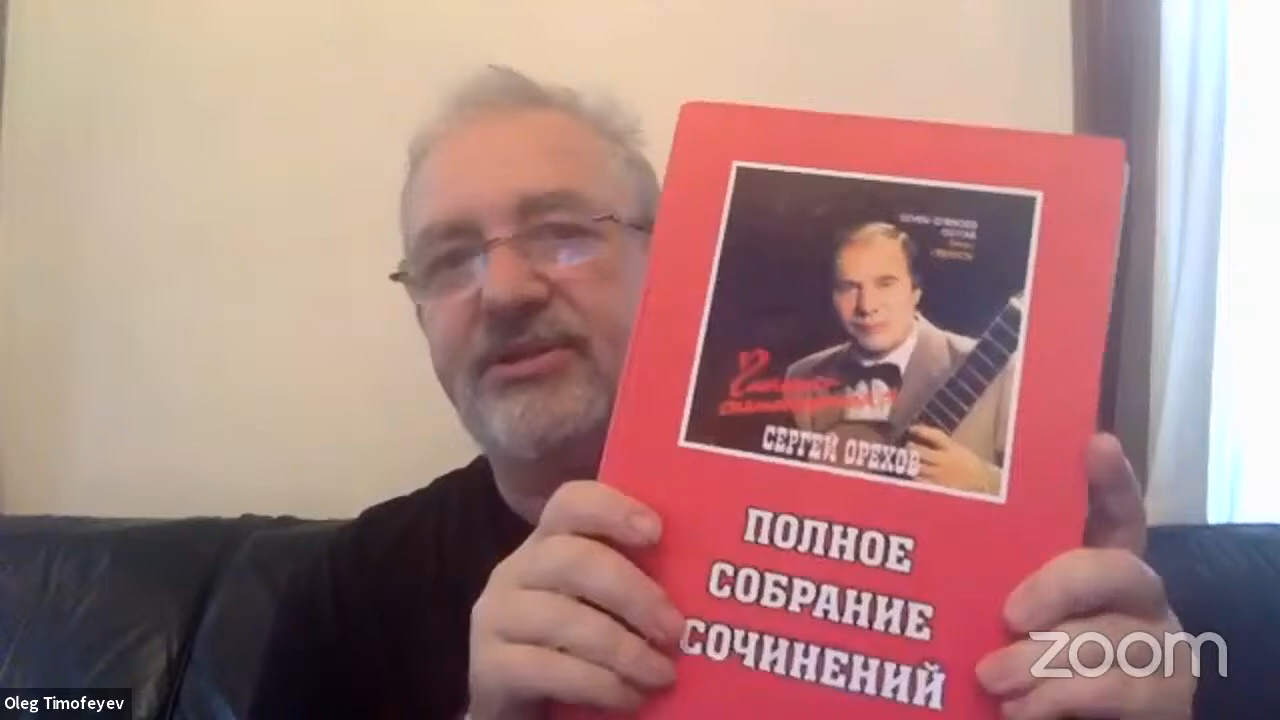 СЕРГЕЙ ОРЕХОВ
ПОЛНОЕ
СОБРАНИЕ
СОЧИНЕНИЙ
zoom
Oleg Timofeyev